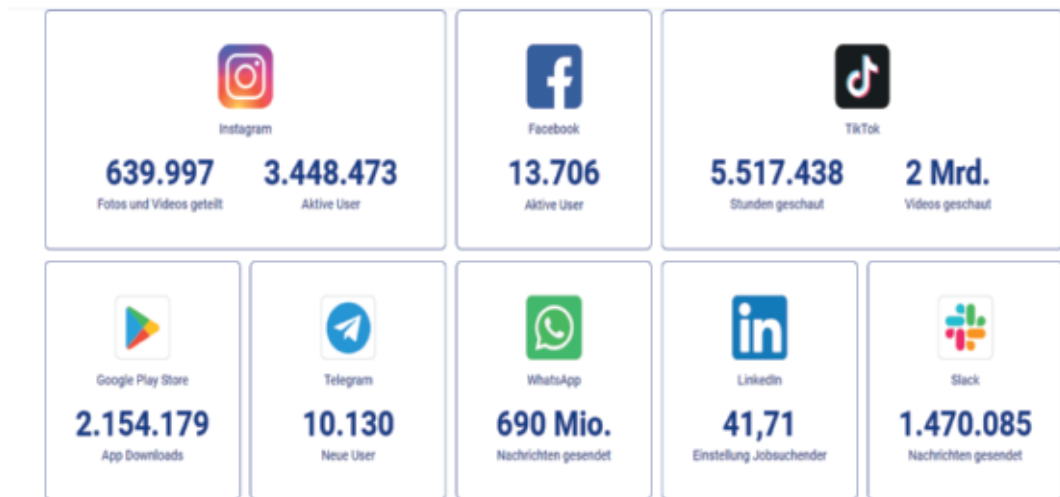 Instagram
639.997 3.448.473
Fotos und Videos geteilt Aktive User
Facebook
13.706
Aktive User
TikTok
5.517.438 2 Mrd.
Stunden geschaut Videos geschaut
Google Play Store
2.154.179
App Downloads
Telegram
10.130
Neue User
WhatsApp
690 Mio.
Nachrichten gesendet
in
LinkedIn
41,71
Einstellung Jobsuchender
Slack
1.470.085
Nachrichten gesendet